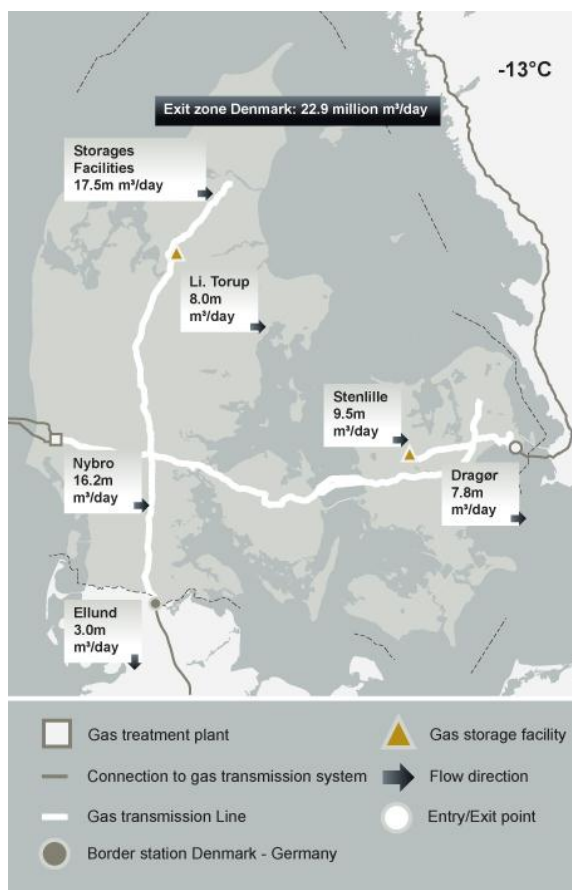 -13°C
Exit zone Denmark: 22.9 million m³/day
Storages
Facilities
17.5m m³/day
Li. Torup
8.0m
m³/day
Stenlille
9.5m
m³/day
Nybro
16.2m
m³/day
Dragør
7.8m
m³/day
Ellund
3.0m
m³/day
Gas treatment plant
Gas storage facility
Connection to gas transmission system
Flow direction
Gas transmission Line
Entry/Exit point
Border station Denmark - Germany